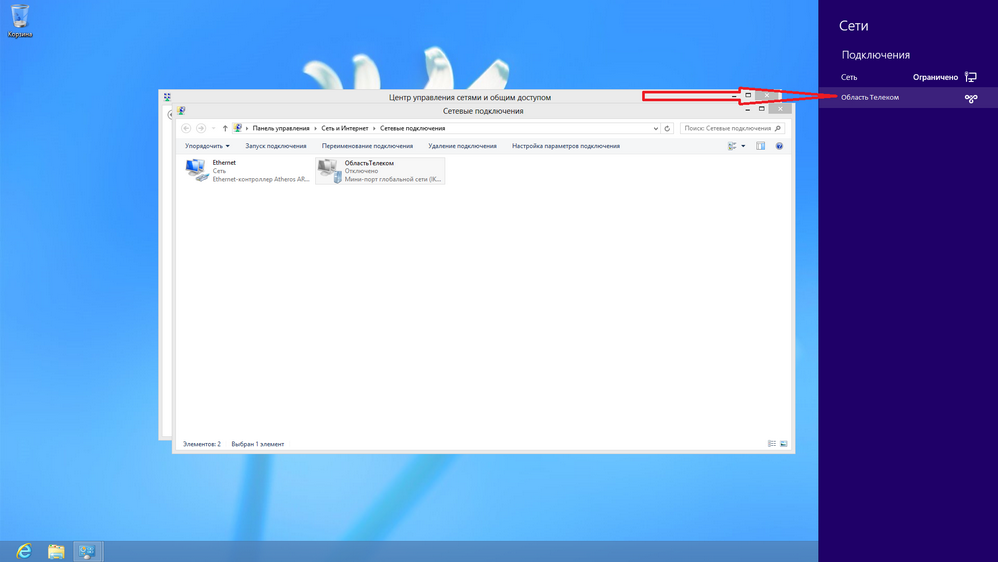 Корзина
Центр управления сетями и общим доступом
Сетевые подключения
Панель управления Сеть и Интернет Сетевые подключения
Поиск: Сетевые подключения
Упорядочить Запуск подключения Переименование подключения Удаление подключения Настройка параметров подключения
Ethernet
Сеть
Ethernet-контроллер Atheros AR...
ОбластьТелеком
Отключено
Мини-порт глобальной сети (IK...
Элементов: 2 Выбран 1 элемент
Сети
Подключения
Сеть Ограничено
Область Телеком